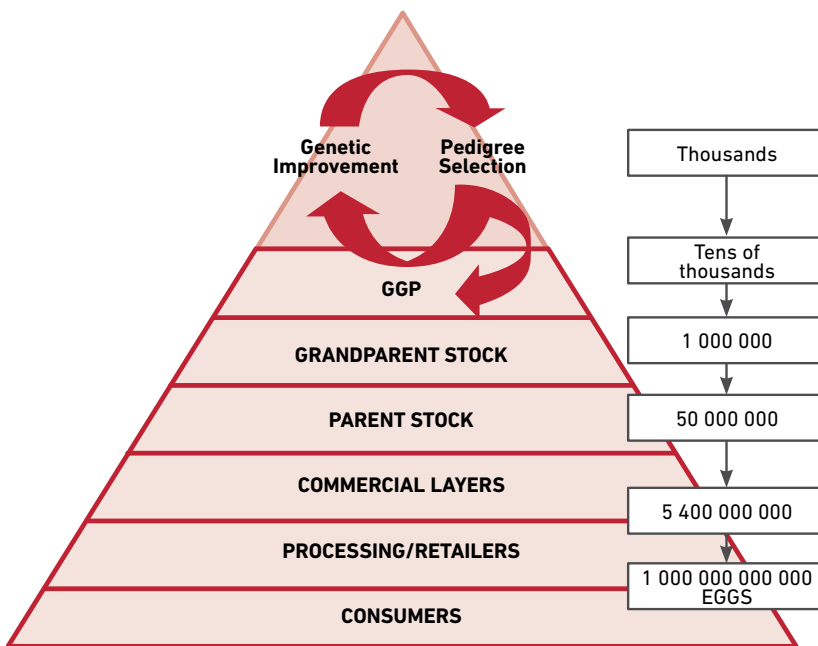 Genetic
Improvement
Pedigree
Selection
GGP
GRANDPARENT STOCK
PARENT STOCK
COMMERCIAL LAYERS
PROCESSING/RETAILERS
CONSUMERS
Thousands
Tens of
thousands
1 000 000
50 000 000
5 400 000 000
1 000 000 000 000
EGGS